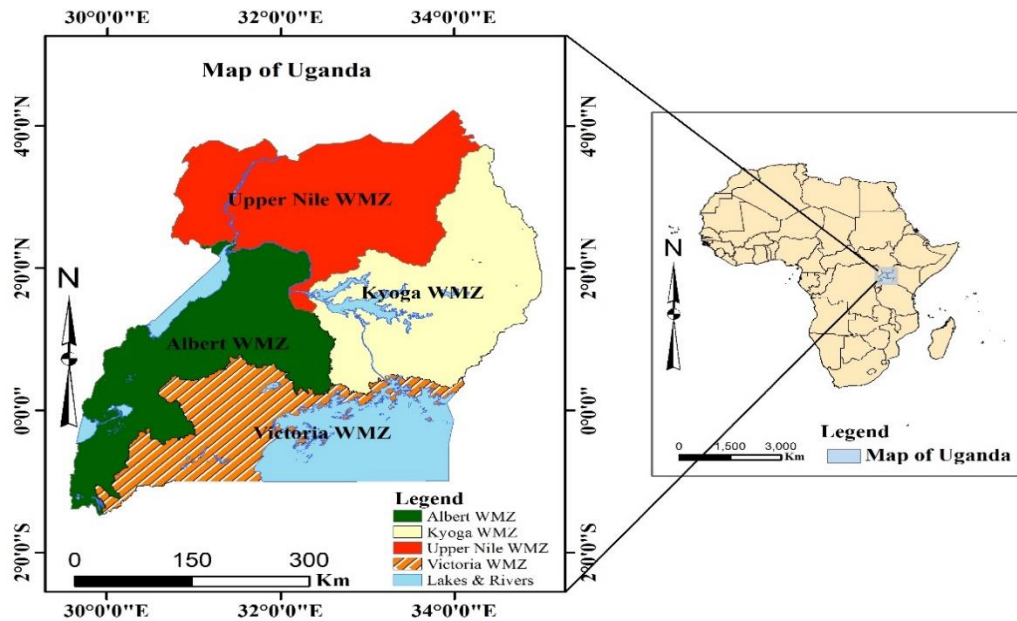 30°0'0"E 32°0'0"E 34°0'0"E
Map of Uganda
4°0'0"N
4°0'0"N
Upper Nile WMZ
2°0'0"N
2°0'0"N
N
N
Kyoga WMZ
Albert WMZ
0°0'0"
0°0'0"
Victoria WMZ
Legend
Albert WMZ
Kyoga WMZ
Upper Nile WMZ
Victoria WMZ
Lakes & Rivers
0 150 300
Km
2°0'0"S
2°0'0"S
30°0'0"E 32°0'0"E 34°0'0"E
Legend
0 1,500 3,000
Km
Map of Uganda